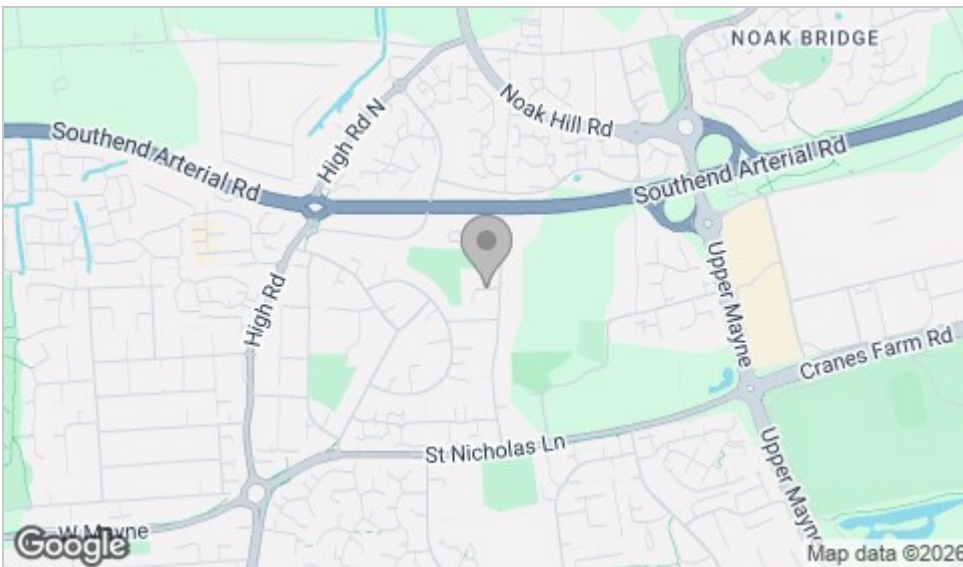 NOAK BRIDGE
Noak Hill Rd
High Rd N
Southend Arterial Rd
Southend Arterial Rd
High Rd
Upper Mayne
Cranes Farm Rd
St Nicholas Ln
Upper Mayne
W Mayne
Google
Map data ©2026